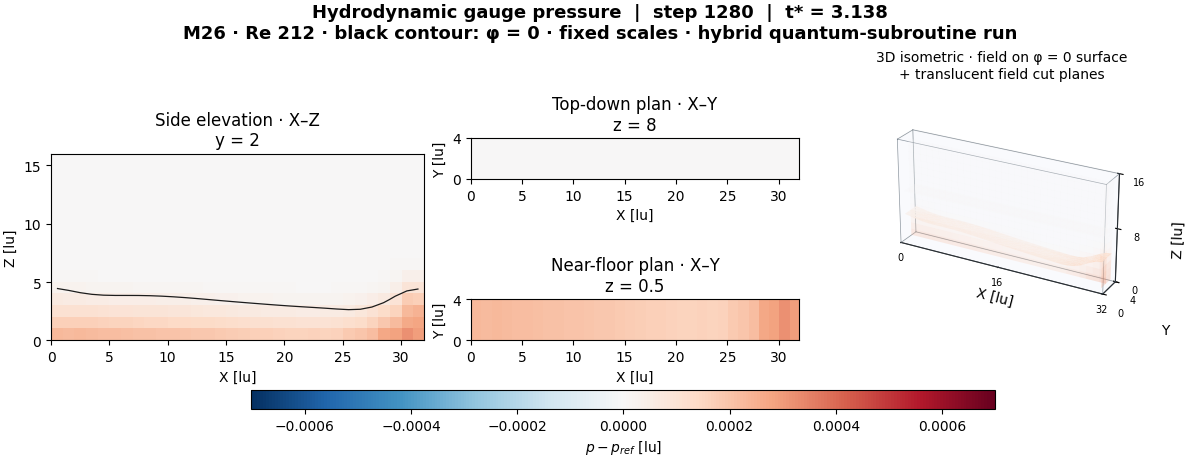 Hydrodynamic gauge pressure | step 1280 | t* = 3.138
M26 · Re 212 · black contour: φ = 0 · fixed scales · hybrid quantum-subroutine run
3D isometric · field on φ = 0 surface
+ translucent field cut planes
Side elevation · X–Z
y = 2
Z [lu]
15
10
5
0
0 5 10 15 20 25 30
X [lu]
Top-down plan · X–Y
z = 8
Y [lu]
4
0
0 5 10 15 20 25 30
X [lu]
Near-floor plan · X–Y
z = 0.5
Y [lu]
4
0
0 5 10 15 20 25 30
X [lu]
0
16
32
X [lu]
0
4
Y
0
8
16
Z [lu]
−0.0006 −0.0004 −0.0002 0.0000 0.0002 0.0004 0.0006
p − pref [lu]